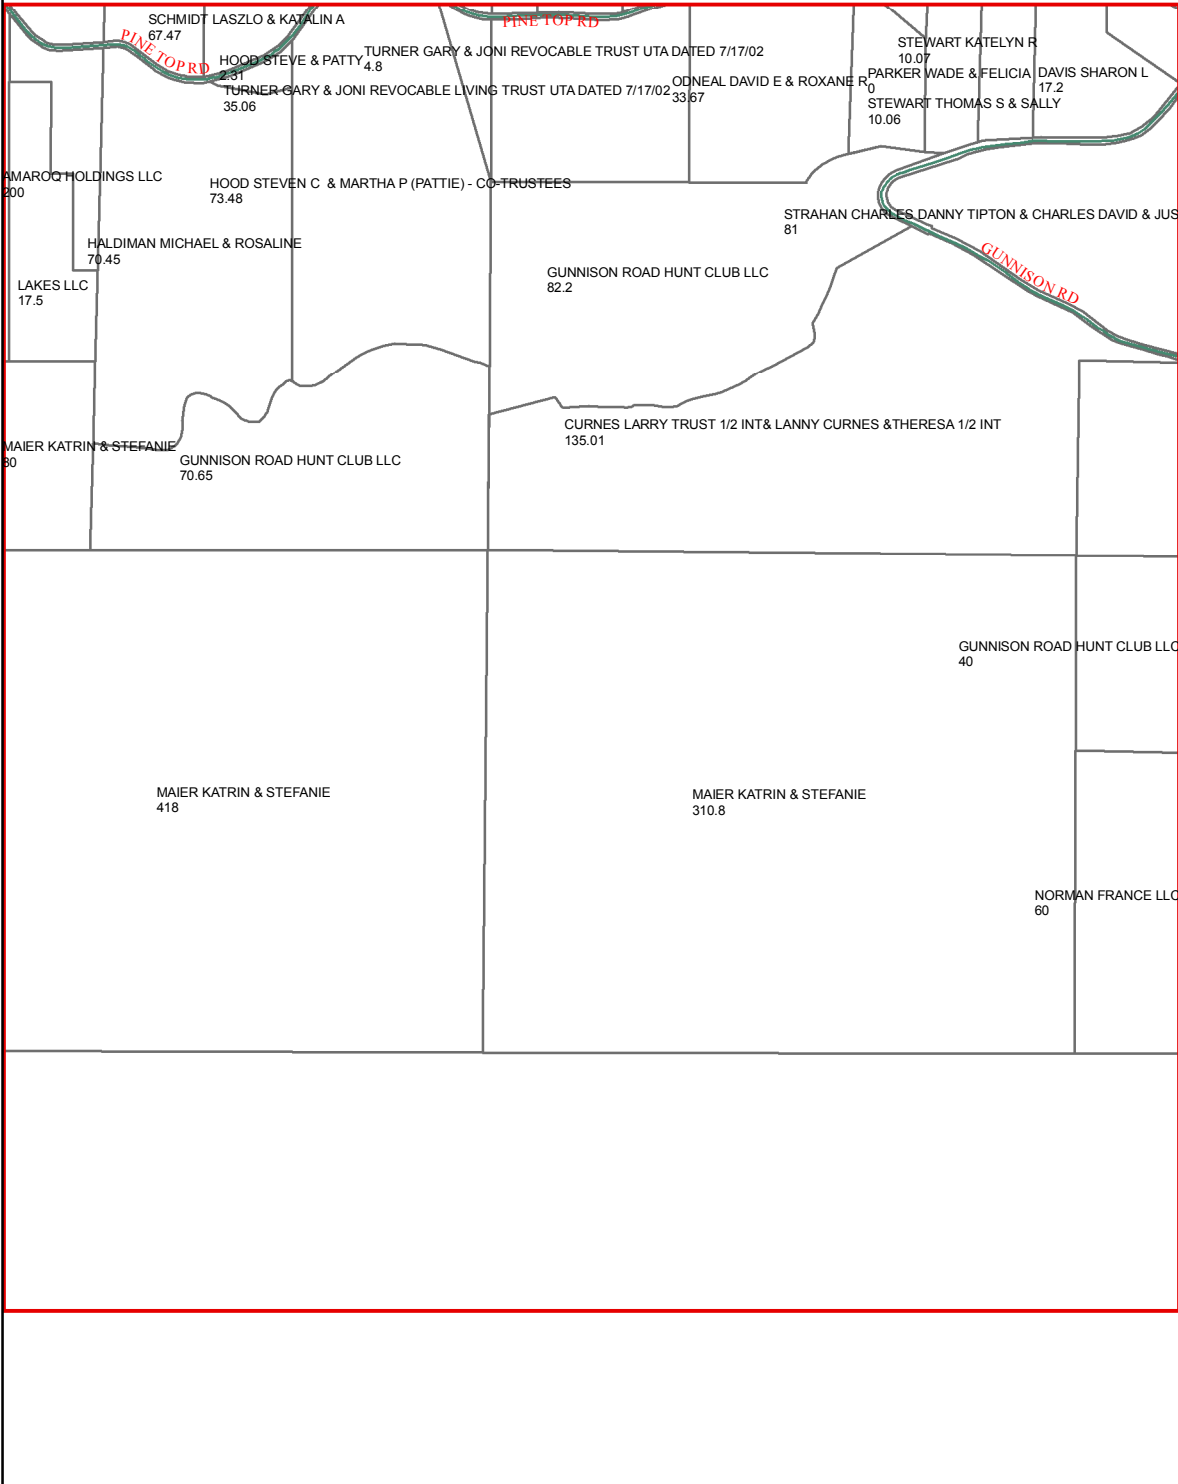 SCHMIDT LASZLO & KATALIN A
67.47
PINE TOP RD
PINE TOP RD
HOOD STEVE & PATTY
2.31
TURNER GARY & JONI REVOCABLE TRUST UTA DATED 7/17/02
4.8
TURNER GARY & JONI REVOCABLE LIVING TRUST UTA DATED 7/17/02
35.06
ODNEAL DAVID E & ROXANE R
33.67
STEWART KATELYN R
10.07
PARKER WADE & FELICIA
0
DAVIS SHARON L
17.2
STEWART THOMAS S & SALLY
10.06
AMAROQ HOLDINGS LLC
200
HOOD STEVEN C & MARTHA P (PATTIE) - CO-TRUSTEES
73.48
STRAHAN CHARLES DANNY TIPTON & CHARLES DAVID & JUS
81
HALDIMAN MICHAEL & ROSALINE
70.45
GUNNISON RD
LAKES LLC
17.5
GUNNISON ROAD HUNT CLUB LLC
82.2
CURNES LARRY TRUST 1/2 INT& LANNY CURNES &THERESA 1/2 INT
135.01
MAIER KATRIN & STEFANIE
80
GUNNISON ROAD HUNT CLUB LLC
70.65
GUNNISON ROAD HUNT CLUB LLC
40
MAIER KATRIN & STEFANIE
418
MAIER KATRIN & STEFANIE
310.8
NORMAN FRANCE LLC
60